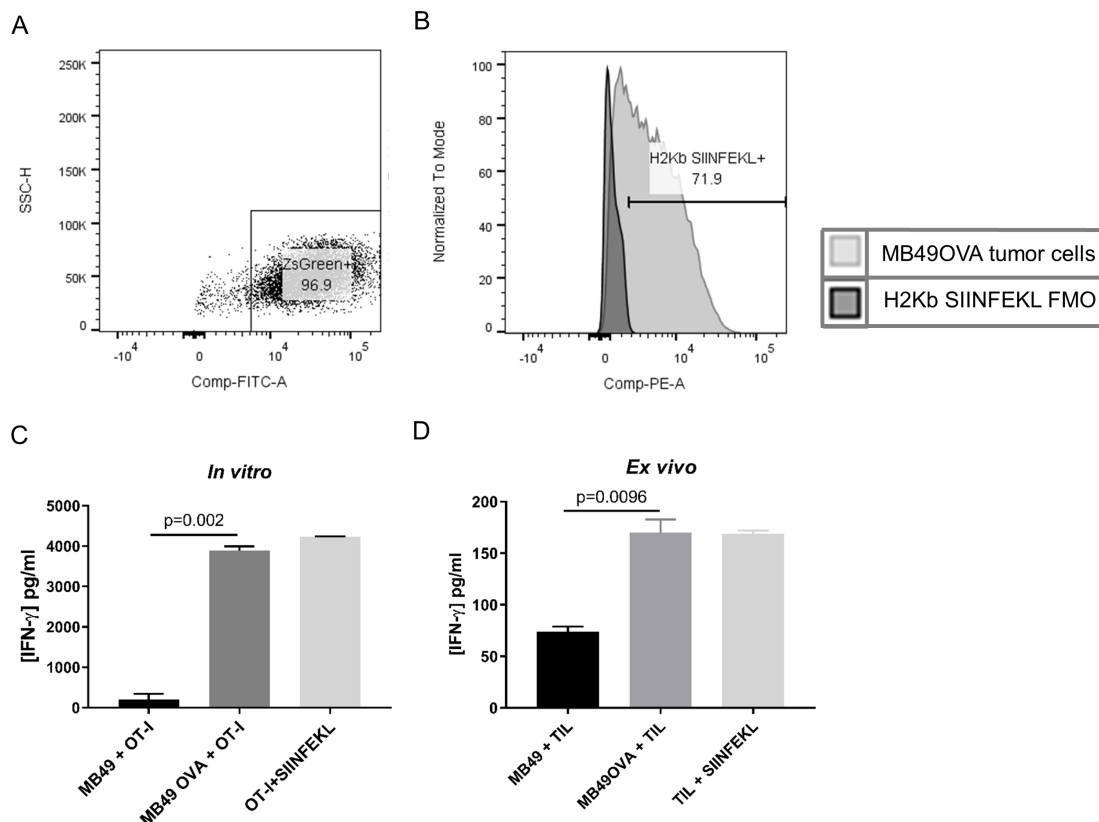 A
250K
200K
150K
100K
50K
0
SSC-H
ZsGreen+
96.9
-10⁴
0
10⁴
10⁵
Comp-FITC-A
B
100
80
60
40
20
0
Normalized To Mode
H2Kb SIINFEKL+
71.9
-10⁴
0
10⁴
10⁵
Comp-PE-A
MB49OVA tumor cells
H2Kb SIINFEKL FMO
C
In vitro
5000
4000
3000
2000
1000
0
[IFN-γ] pg/ml
p=0.002
MB49 + OT-I
MB49 OVA + OT-I
OT-I+SIINFEKL
D
Ex vivo
200
150
100
50
0
[IFN-γ] pg/ml
p=0.0096
MB49 + TIL
MB49OVA + TIL
TIL + SIINFEKL